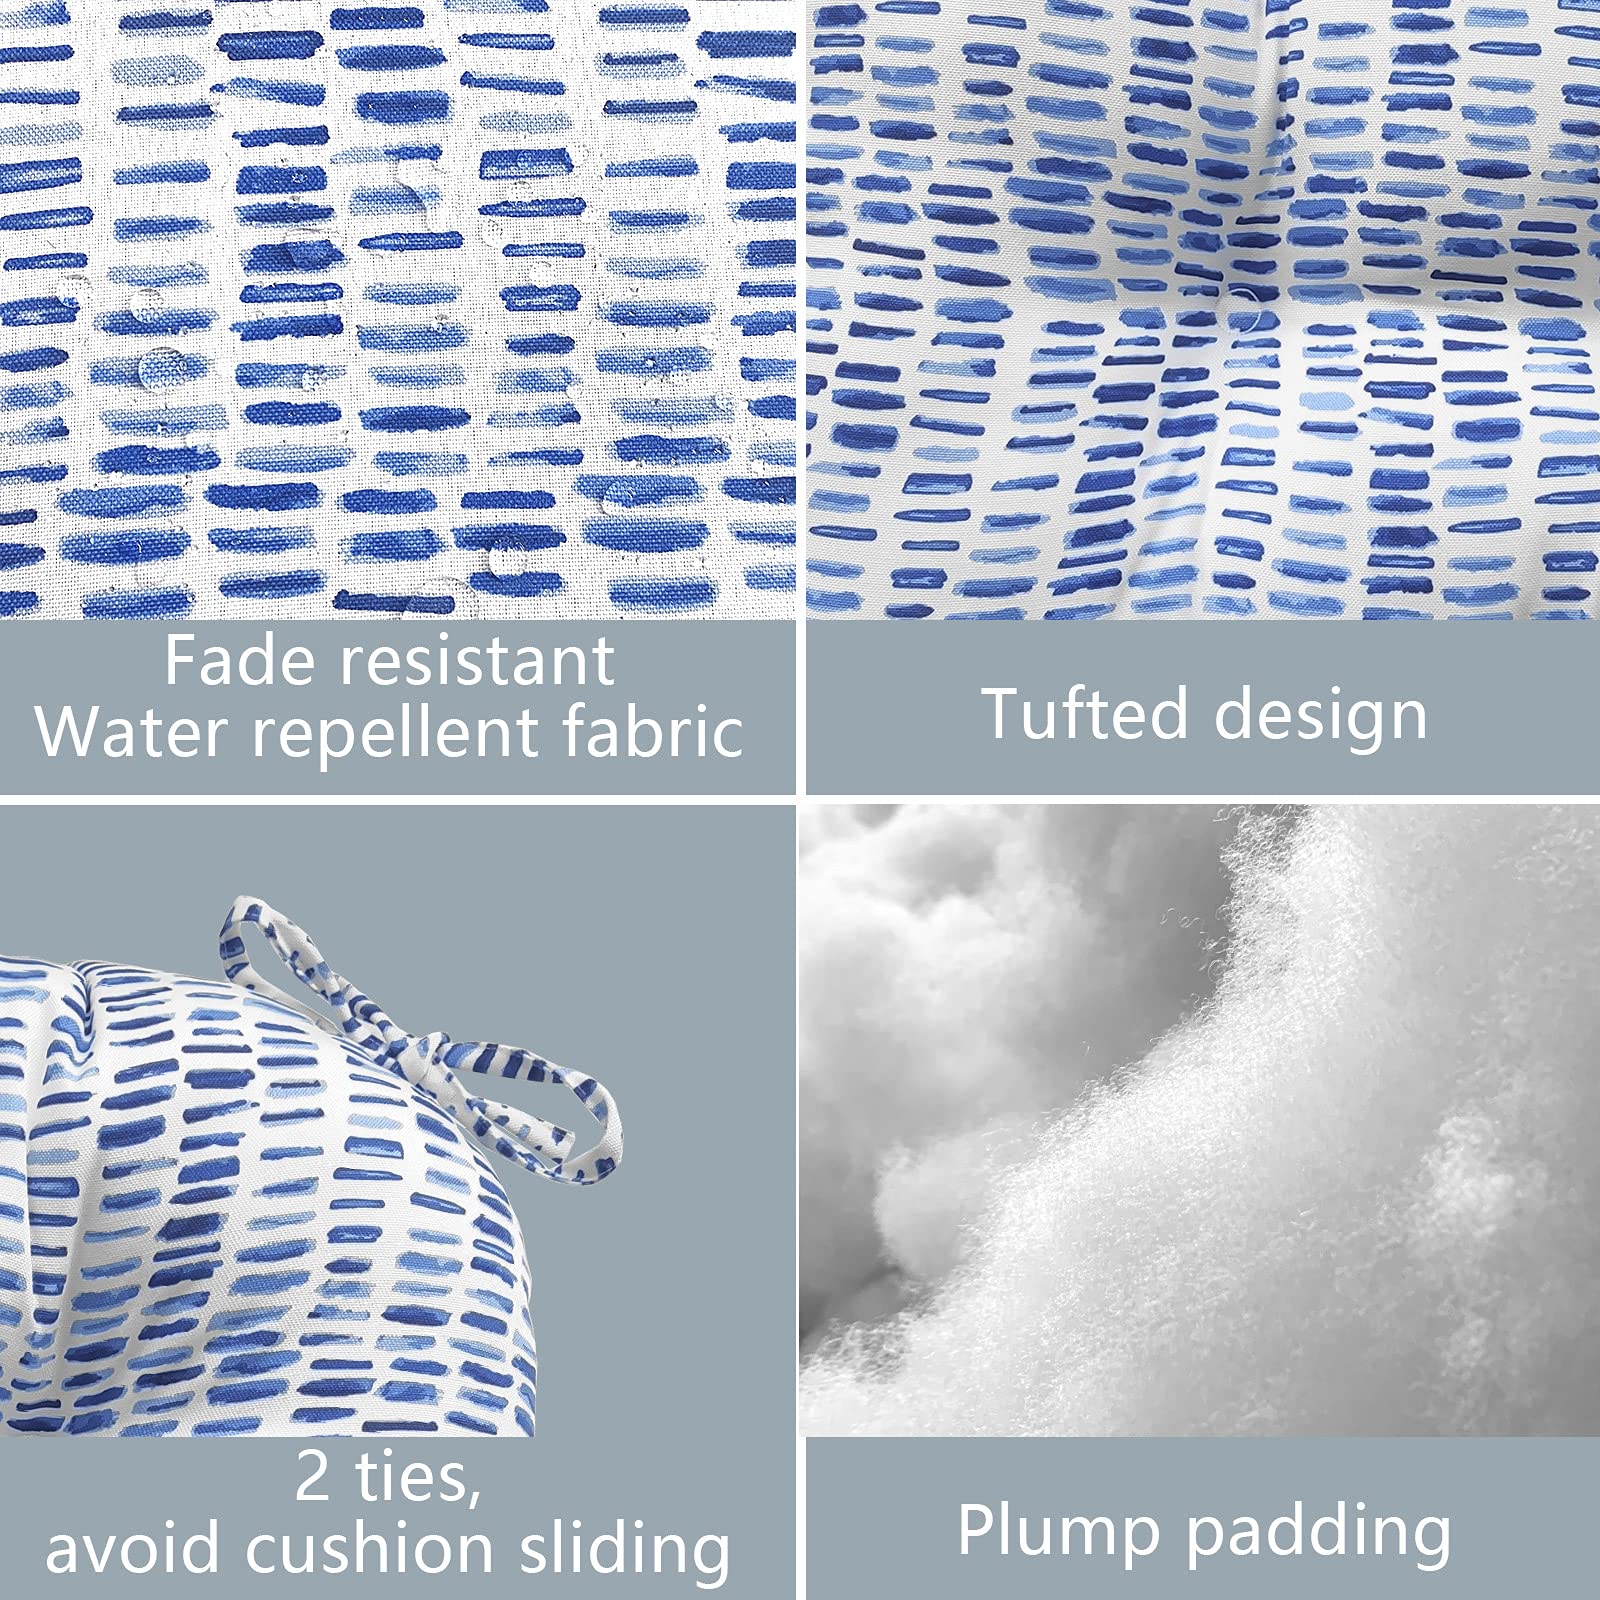 Fade resistant
Water repellent fabric
Tufted design
2 ties,
avoid cushion sliding
Plump padding